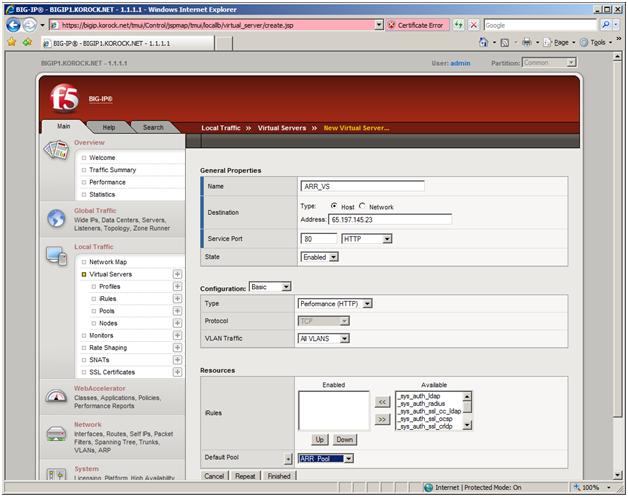 BIG-IP® - BIGIP1.KOROCK.NET - 1.1.1.1 - Windows Internet Explorer
https://bigip.korock.net/tmui/Control/jspmap/tmui/locallb/virtual_server/create.jsp
Certificate Error
Google
BIG-IP® - BIGIP1.KOROCK.NET - 1.1.1.1
Page
Tools
BIGIP1.KOROCK.NET - 1.1.1.1
User: admin
Partition: Common
f5
BIG-IP®
Main
Help
Search
Local Traffic » Virtual Servers » New Virtual Server...
Overview
Welcome
Traffic Summary
Performance
Statistics
Global Traffic
Wide IPs, Data Centers, Servers,
Listeners, Topology, Zone Runner
Local Traffic
Network Map
Virtual Servers
Profiles
iRules
Pools
Nodes
Monitors
Rate Shaping
SNATs
SSL Certificates
WebAccelerator
Classes, Applications, Policies,
Performance Reports
Network
Interfaces, Routes, Self IPs, Packet
Filters, Spanning Tree, Trunks,
VLANs, ARP
System
Licensing, Platform, High Availability
General Properties
Name
ARR_VS
Destination
Type: Host Network
Address: 65.197.145.23
Service Port
80 HTTP
State
Enabled
Configuration: Basic
Type
Performance (HTTP)
Protocol
TCP
VLAN Traffic
All VLANS
Resources
iRules
Enabled
Available
<<
>>
_sys_auth_ldap
_sys_auth_radius
_sys_auth_ssl_cc_ldap
_sys_auth_ssl_ocsp
_sys_auth_ssl_crldp
Up Down
Default Pool
+ ARR_Pool
Cancel Repeat Finished
Internet | Protected Mode: On
100%